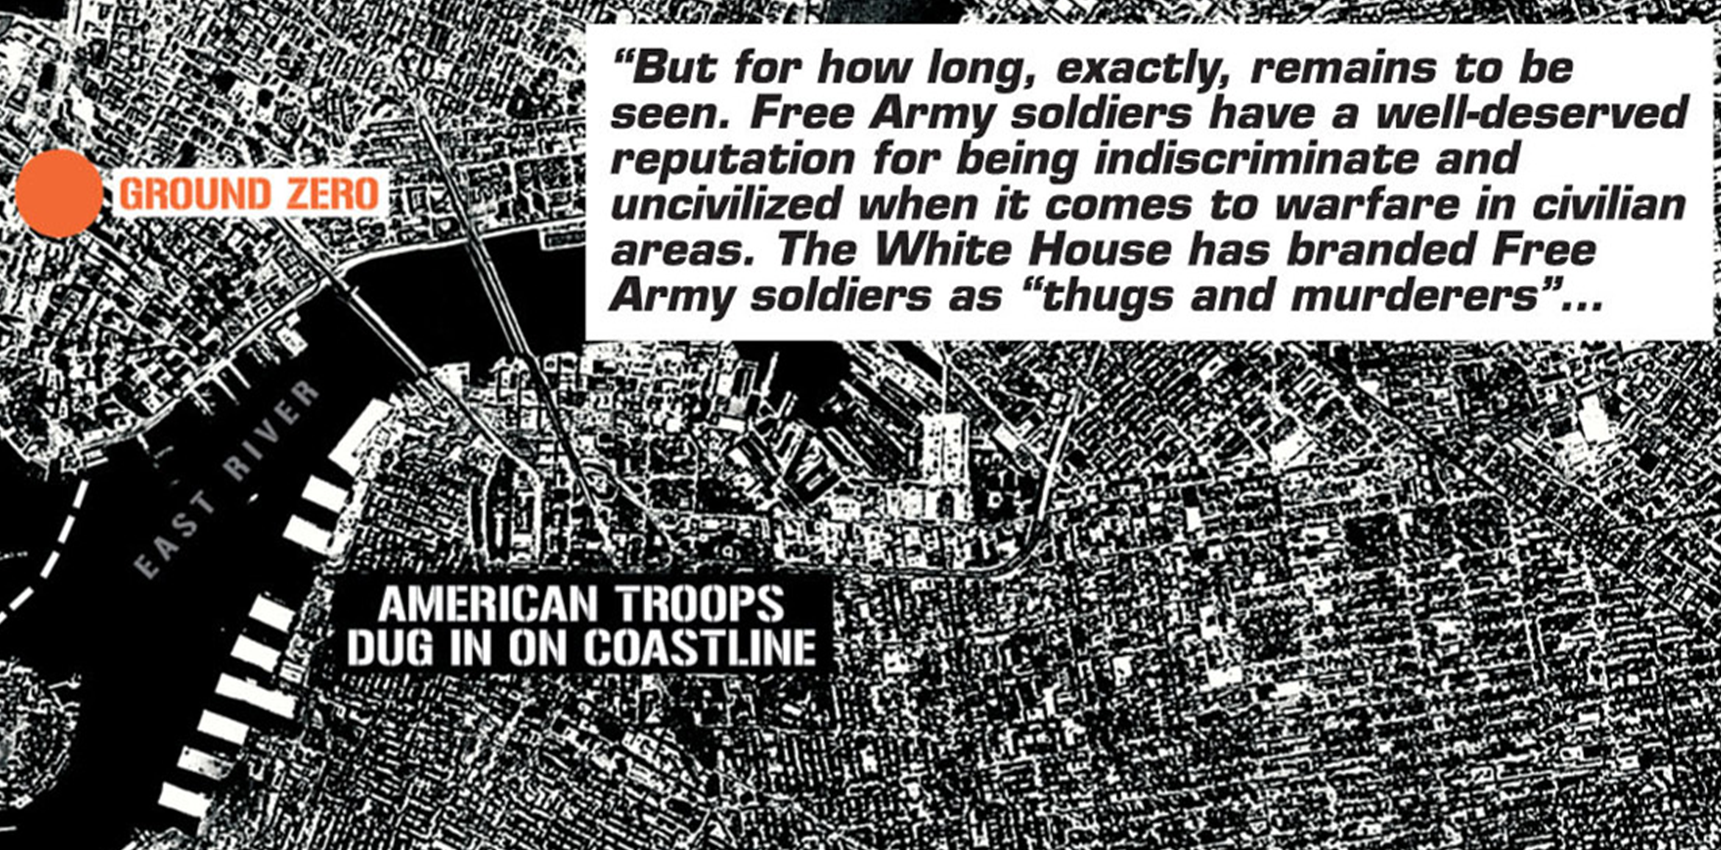 “But for how long, exactly, remains to be
seen. Free Army soldiers have a well-deserved
reputation for being indiscriminate and
uncivilized when it comes to warfare in civilian
areas. The White House has branded Free
Army soldiers as “thugs and murderers”...
GROUND ZERO
EAST RIVER
AMERICAN TROOPS
DUG IN ON COASTLINE